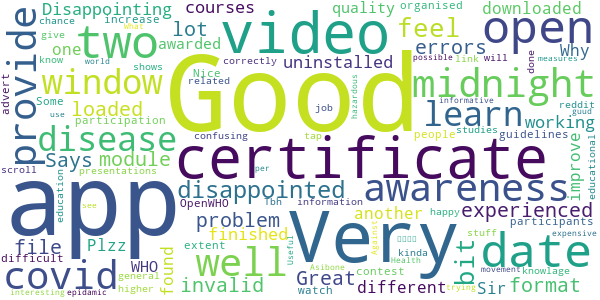 Disappointing
courses
quality
organised
chance
increase
lot
feel
downloaded
advert
Some
one
give
two
awarded
video
errors
open
Why
know
What
world
shows
Nice
related
correctly
uninstalled
possible
link
will
done
measures
provide
window
Good
midnight
reddit
use
loaded
job
hazardous
informative
guud
participation
confusing
tap
people
learn
working
disease
studies
guidelines
educational
Says
module
certificate
improve
scroll
presentations
per
app
disappointed
awareness
education
see
OpenWHO
tbh
information
happy
experienced
participants
problem
another
Very
date
file
Plzz
finished
extent
Useful
Against
kinda
Health
bit
stuff
expensive
difficult
WHO
found
well
Great
contest
different
movement
knowlage
covid
general
invalid
watch
Asibone
Sir
format
interesting
epidamic
higher
trying